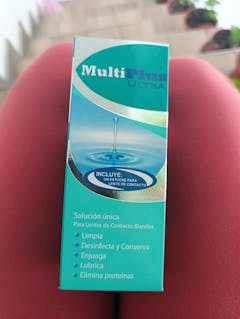 MultiPlus
ULTRA
INCLUYE:
UN ESTUCHE PARA
LENTE DE CONTACTO
Solución única
Para Lentes de Contacto Blandas
Limpia
Desinfecta y Conserva
Enjuaga
Lubrica
Elimina proteínas